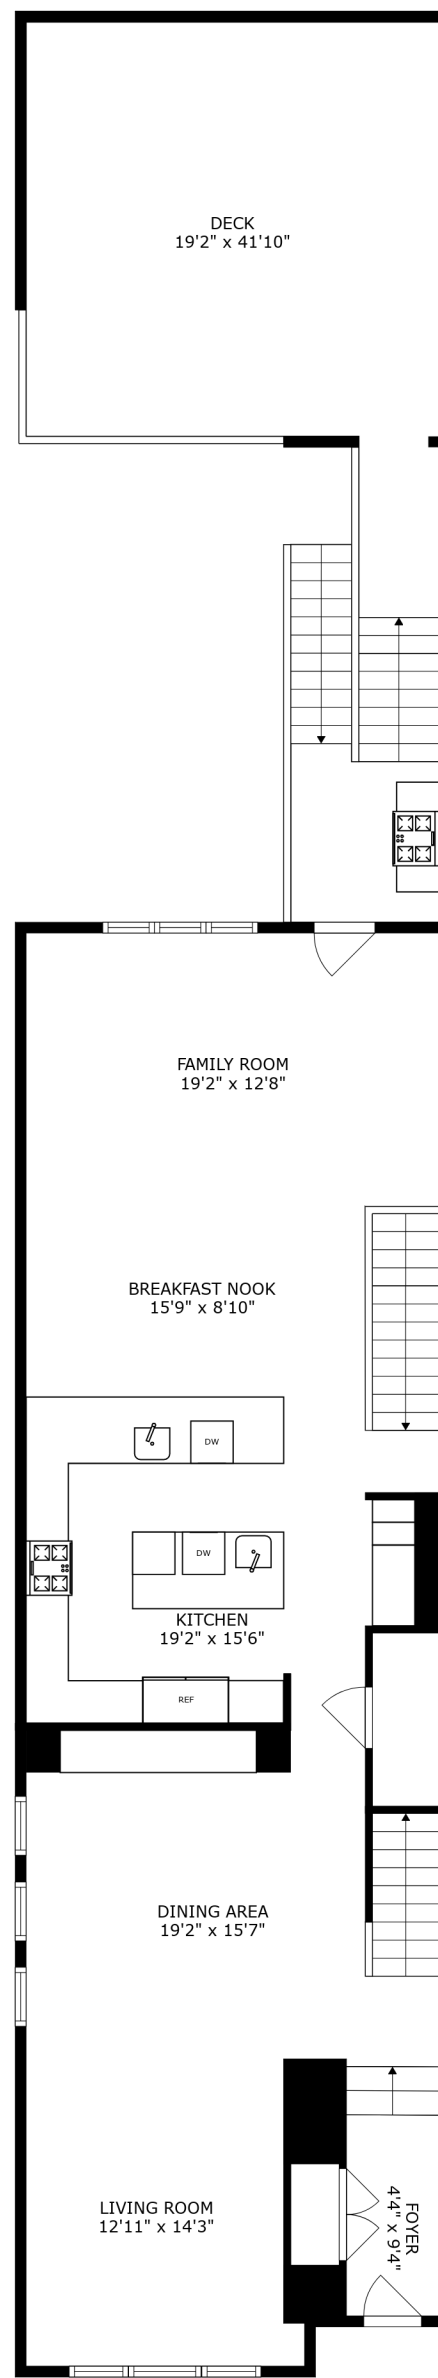 DECK
19'2" x 41'10"
FAMILY ROOM
19'2" x 12'8"
BREAKFAST NOOK
15'9" x 8'10"
DW
DW
KITCHEN
19'2" x 15'6"
REF
DINING AREA
19'2" x 15'7"
LIVING ROOM
12'11" x 14'3"
FOYER
4'4" x 9'4"